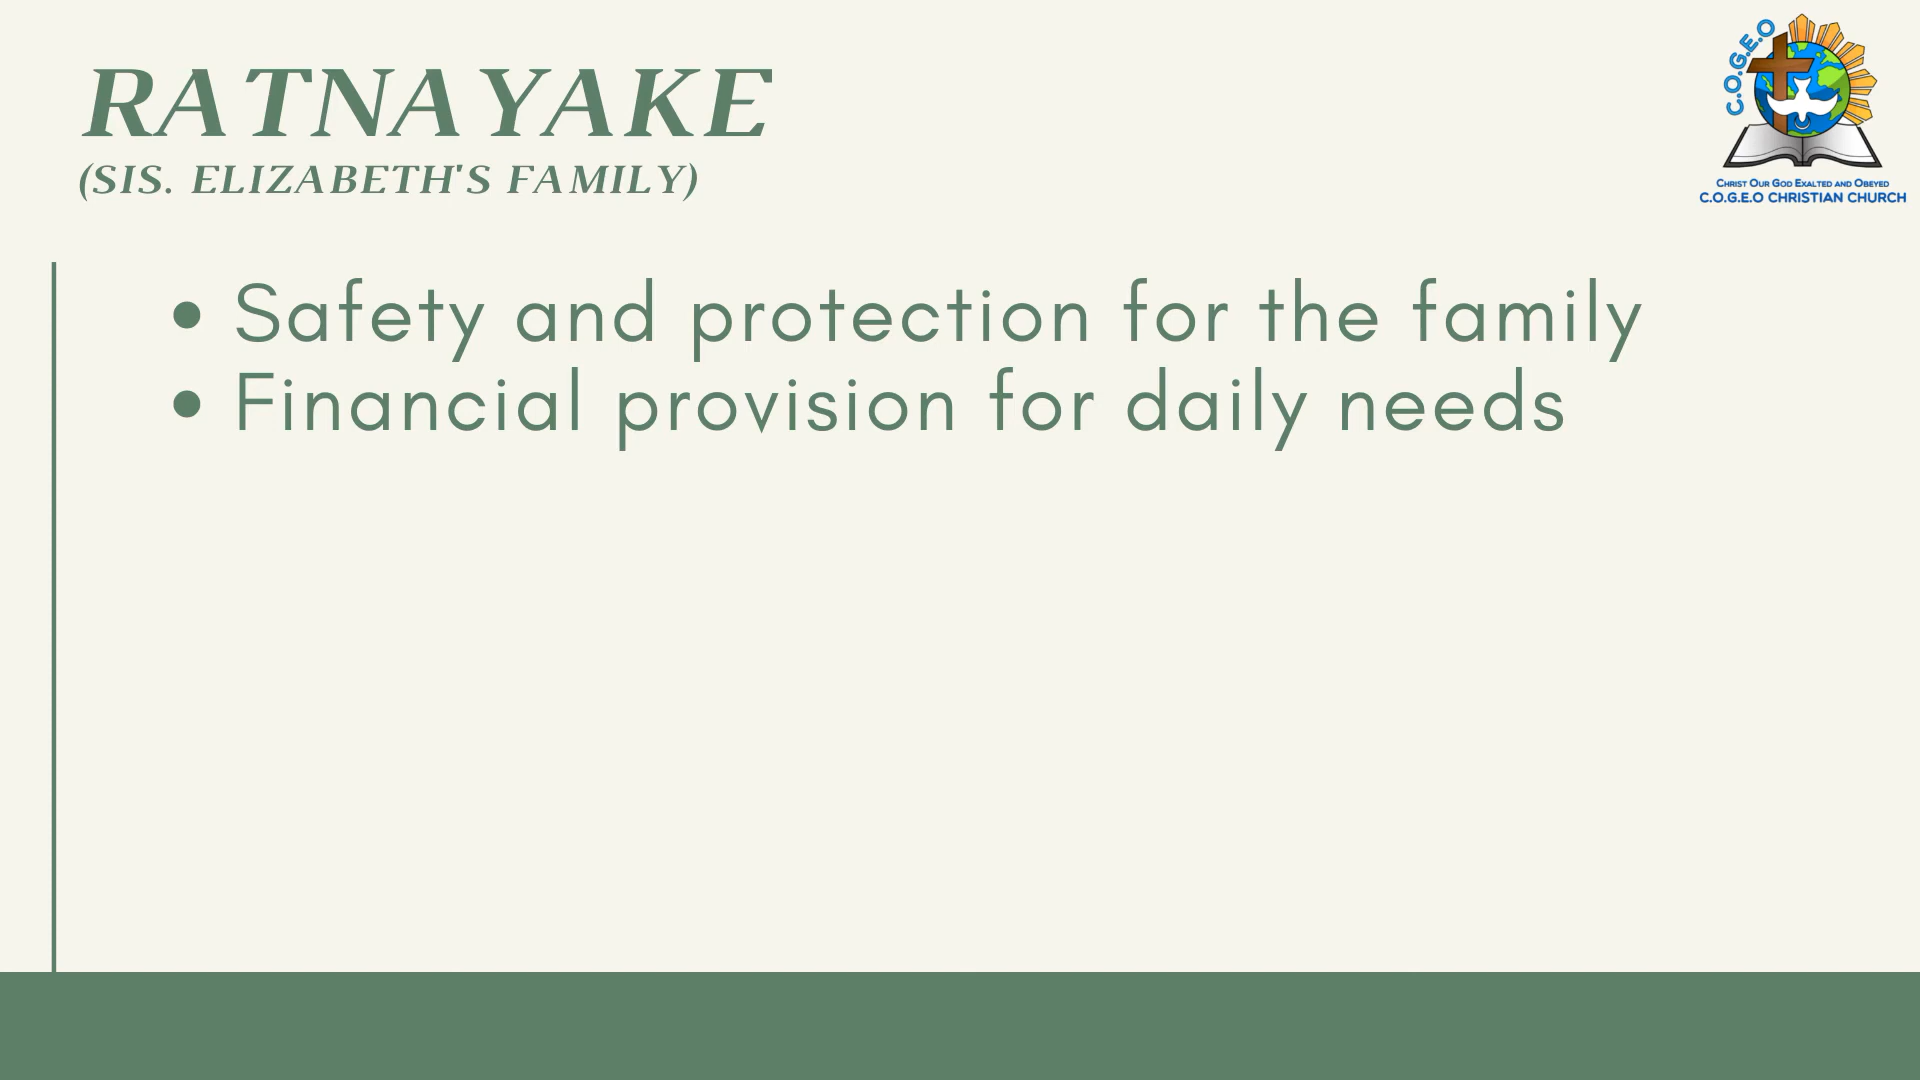 RATNAYAKE
(SIS. ELIZABETH'S FAMILY)
C.O.G.E.O
CHRIST OUR GOD EXALTED AND OBEYED
C.O.G.E.O CHRISTIAN CHURCH
• Safety and protection for the family
• Financial provision for daily needs